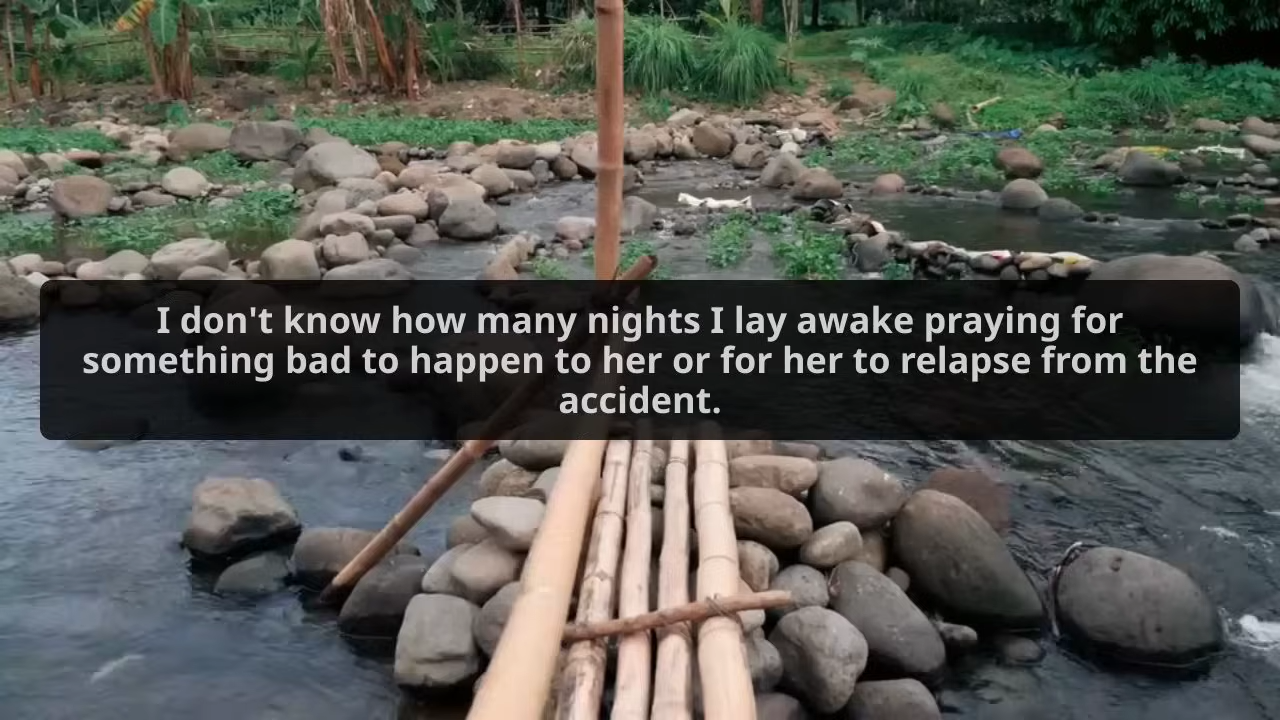 I don't know how many nights I lay awake praying for
something bad to happen to her or for her to relapse from the
accident.